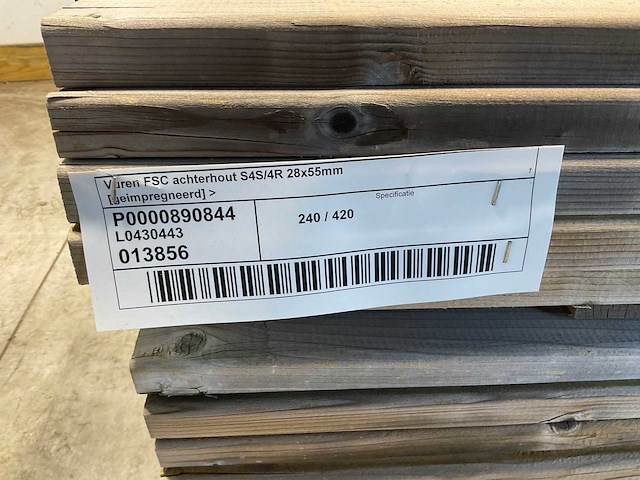 Vuren FSC achterhout S4S/4R 28x55mm
[geimpregneerd] >
Specificatie
P0000890844
240 / 420
L0430443
013856